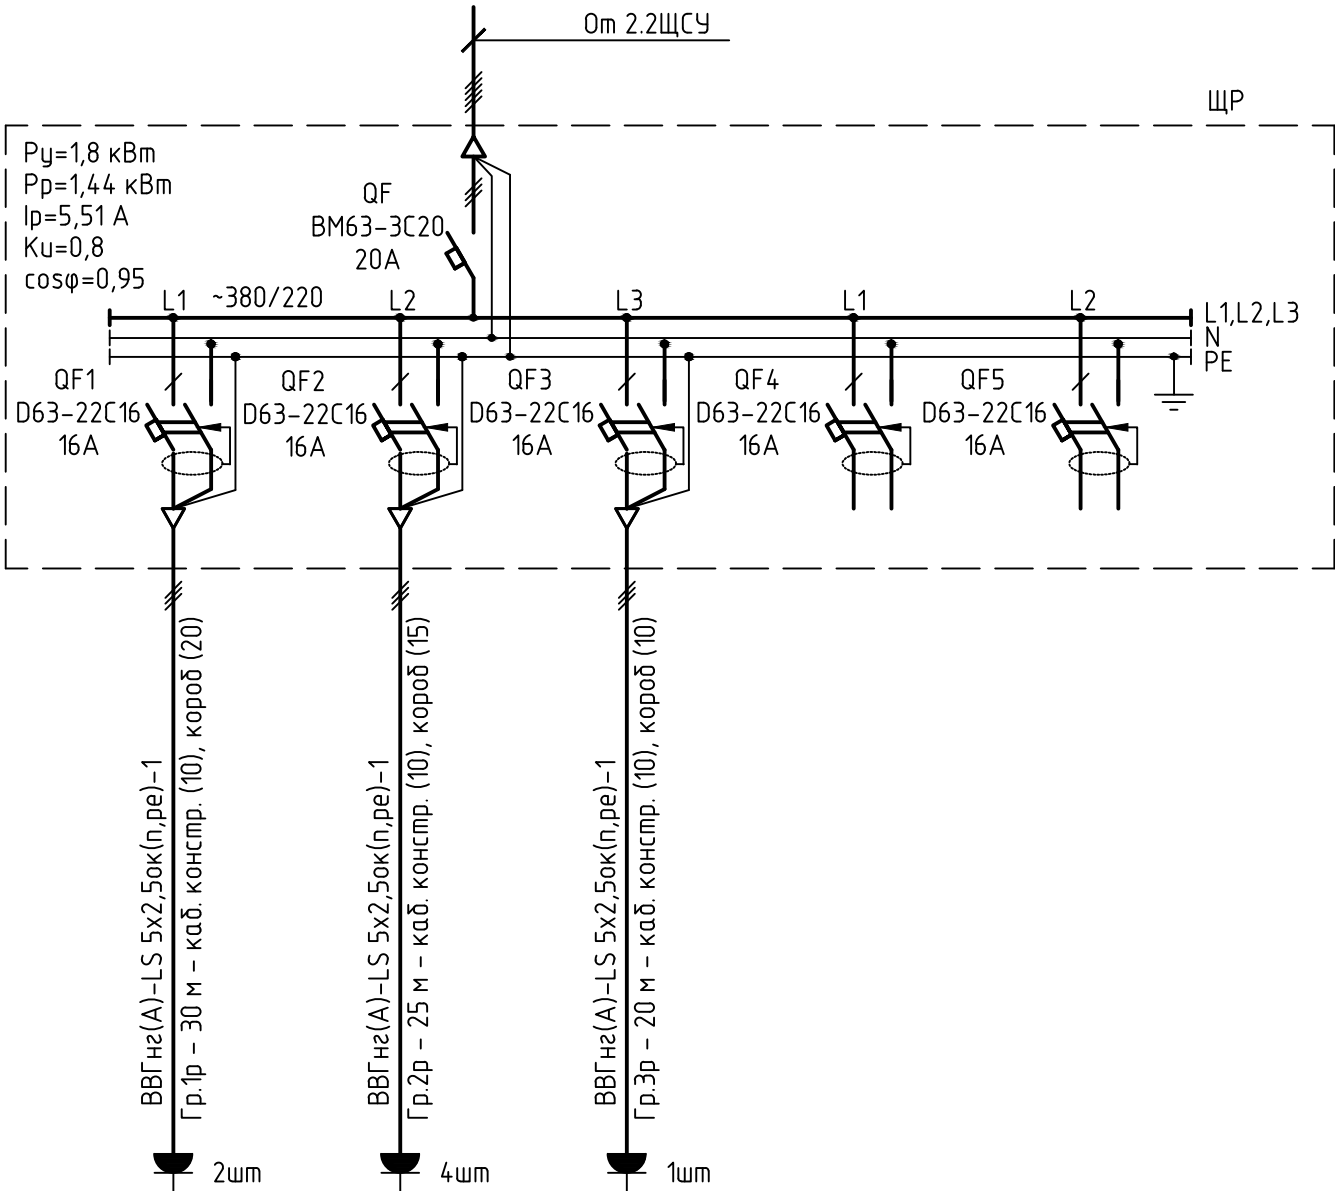 От 2.2ЩСУ
ЩР
Ру=1,8 кВт
Рр=1,44 кВт
Iр=5,51 А
Ки=0,8
cosφ=0,95
QF
ВМ63-3С20
20А
L1
~380/220
L2
L3
L1
L2
L1,L2,L3
N
PE
QF1
D63-22С16
16А
QF2
D63-22С16
16А
QF3
D63-22С16
16А
QF4
D63-22С16
16А
QF5
D63-22С16
16А
ВВГнг(А)-LS 5х2,5ок(n,pe)-1
Гр.1р - 30 м - каб. констр. (10), короб (20)
ВВГнг(А)-LS 5х2,5ок(n,pe)-1
Гр.2р - 25 м - каб. констр. (10), короб (15)
ВВГнг(А)-LS 5х2,5ок(n,pe)-1
Гр.3р - 20 м - каб. констр. (10), короб (10)
2шт
4шт
1шт